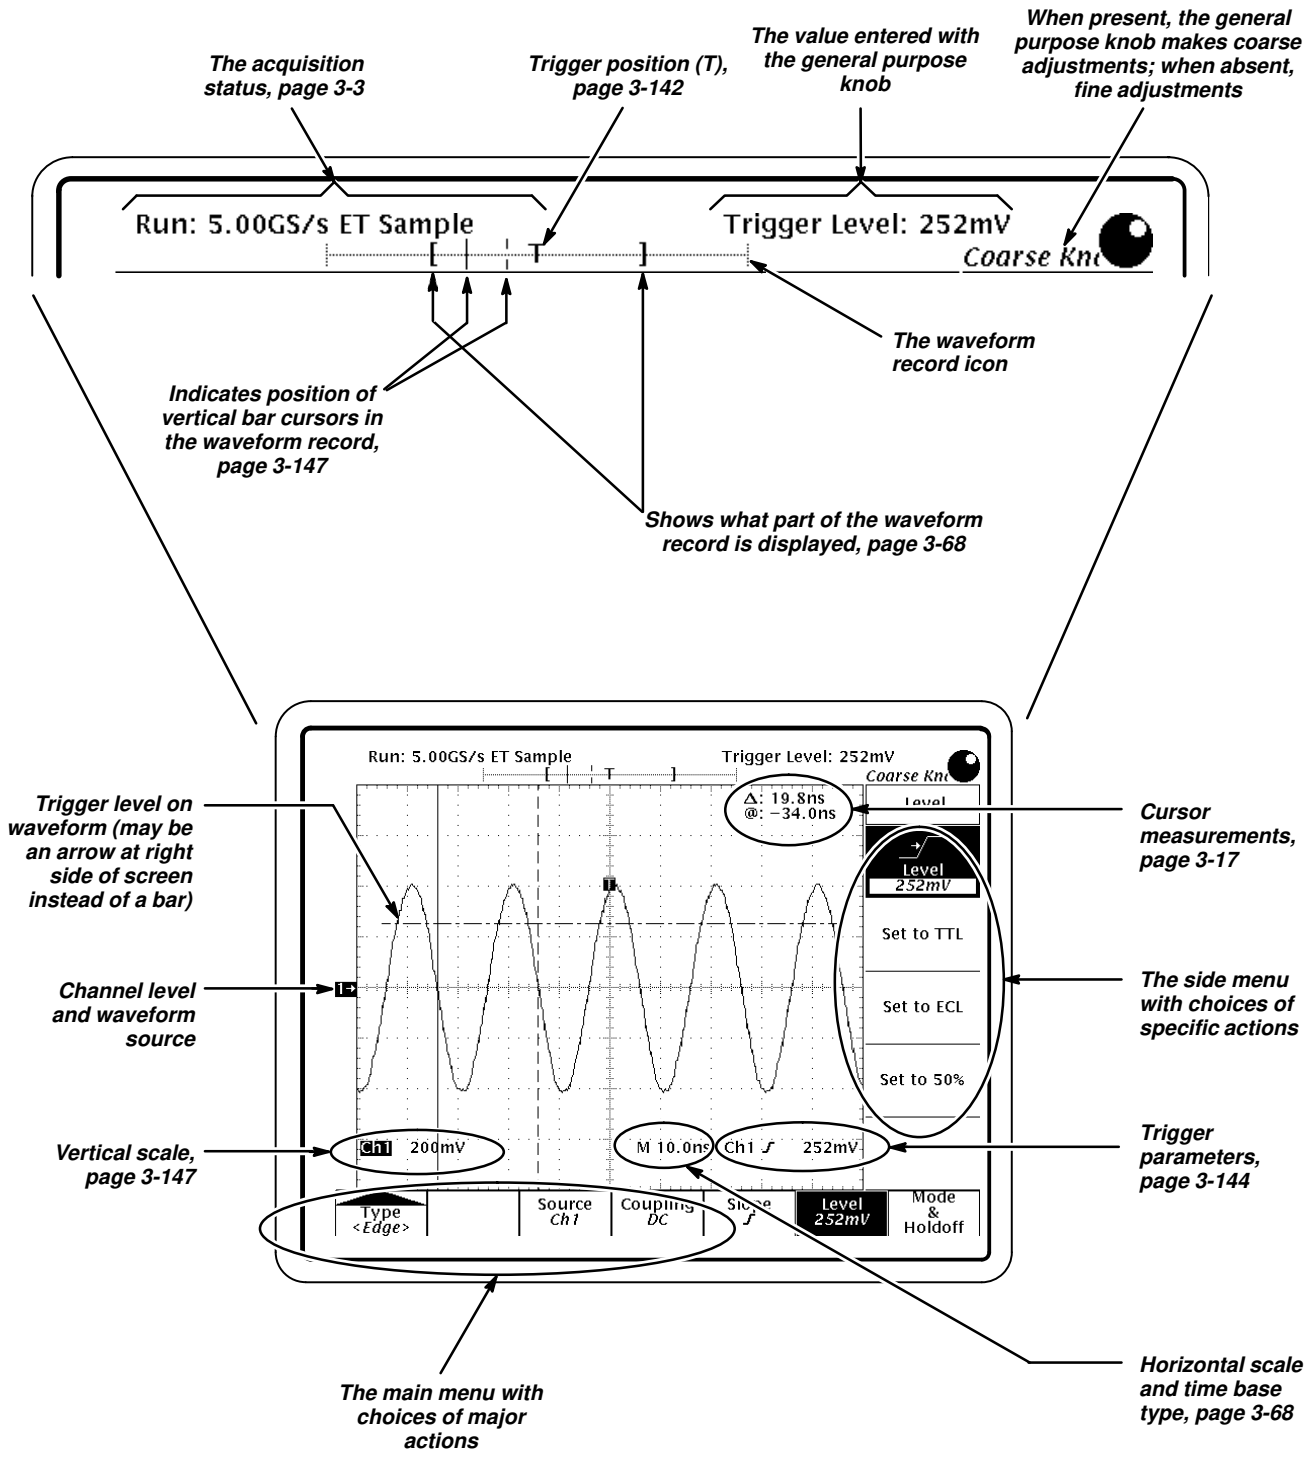 The acquisition
status, page 3-3
Trigger position (T),
page 3-142
The value entered with
the general purpose
knob
When present, the general
purpose knob makes coarse
adjustments; when absent,
fine adjustments
Run: 5.00GS/s ET Sample
Trigger Level: 252mV
[ T ]
Coarse Kn
The waveform
record icon
Indicates position of
vertical bar cursors in
the waveform record,
page 3-147
Shows what part of the waveform
record is displayed, page 3-68
Run: 5.00GS/s ET Sample
Trigger Level: 252mV
[ T ]
Coarse Kn
Δ: 19.8ns
@: −34.0ns
Level
Level
252mV
Set to TTL
Set to ECL
Set to 50%
T
1→
Trigger level on
waveform (may be
an arrow at right
side of screen
instead of a bar)
Channel level
and waveform
source
Vertical scale,
page 3-147
Cursor
measurements,
page 3-17
The side menu
with choices of
specific actions
Trigger
parameters,
page 3-144
Ch1 200mV
M 10.0ns
Ch1 252mV
Type
<Edge>
Source
Ch1
Coupling
DC
Slope
Level
252mV
Mode
&
Holdoff
The main menu with
choices of major
actions
Horizontal scale
and time base
type, page 3-68